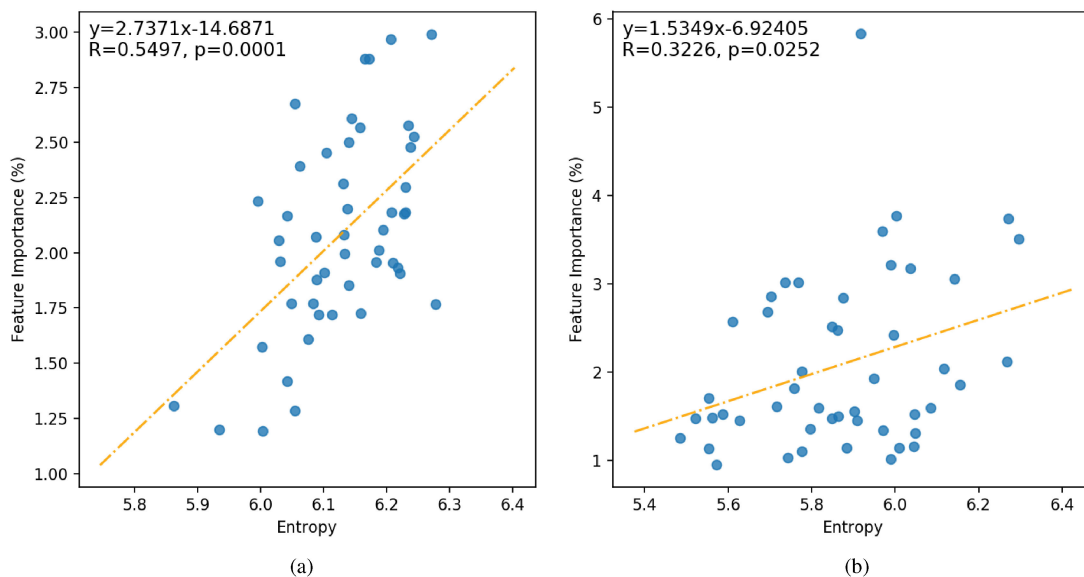 y=2.7371x-14.6871
R=0.5497, p=0.0001
3.00
2.75
2.50
2.25
2.00
1.75
1.50
1.25
1.00
Feature Importance (%)
5.8 5.9 6.0 6.1 6.2 6.3 6.4
Entropy
(a)
y=1.5349x-6.92405
R=0.3226, p=0.0252
6
5
4
3
2
1
Feature Importance (%)
5.4 5.6 5.8 6.0 6.2 6.4
Entropy
(b)